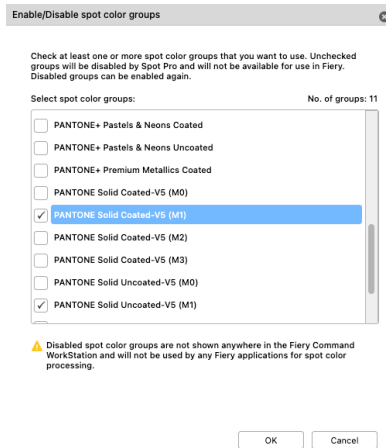 Enable/Disable spot color groups
Check at least one or more spot color groups that you want to use. Unchecked
groups will be disabled by Spot Pro and will not be available for use in Fiery.
Disabled groups can be enabled again.
Select spot color groups:
No. of groups: 11
PANTONE+ Pastels & Neons Coated
PANTONE+ Pastels & Neons Uncoated
PANTONE+ Premium Metallics Coated
PANTONE Solid Coated-V5 (M0)
PANTONE Solid Coated-V5 (M1)
PANTONE Solid Coated-V5 (M2)
PANTONE Solid Coated-V5 (M3)
PANTONE Solid Uncoated-V5 (M0)
PANTONE Solid Uncoated-V5 (M1)
Disabled spot color groups are not shown anywhere in the Fiery Command
WorkStation and will not be used by any Fiery applications for spot color
processing.
OK
Cancel